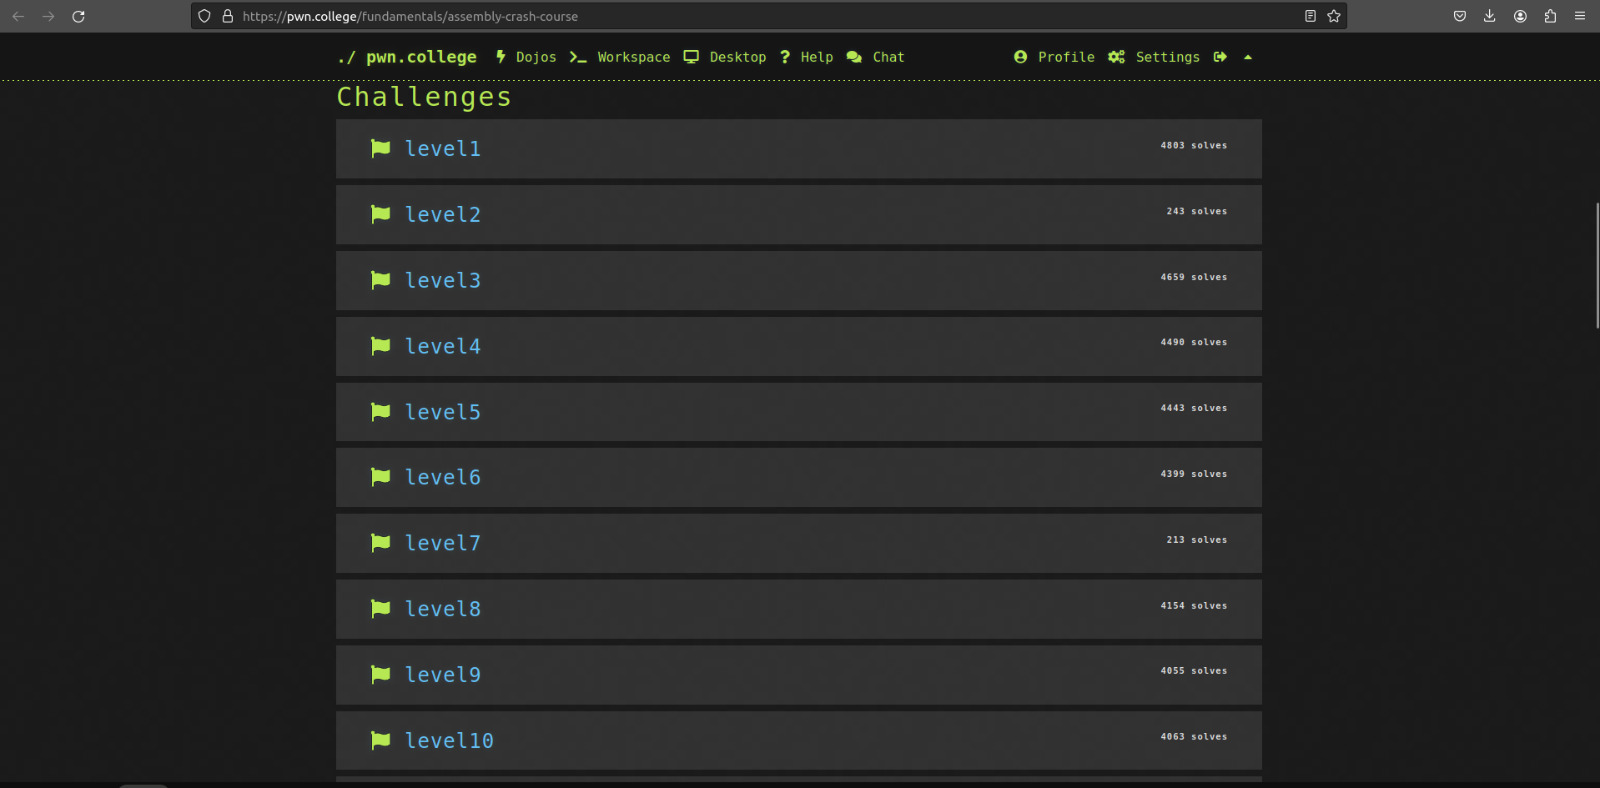 https://pwn.college/fundamentals/assembly-crash-course
./ pwn.college Dojos Workspace Desktop Help Chat Profile Settings
Challenges
level1 4803 solves
level2 243 solves
level3 4659 solves
level4 4490 solves
level5 4443 solves
level6 4399 solves
level7 213 solves
level8 4154 solves
level9 4055 solves
level10 4063 solves